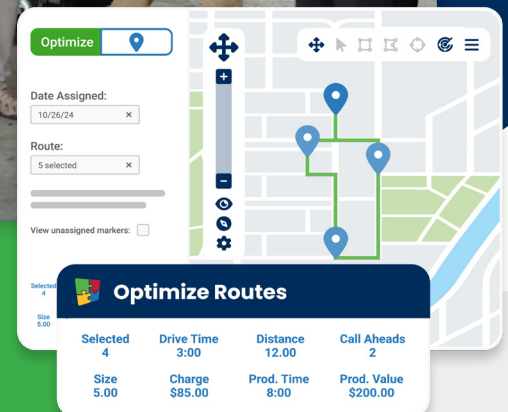 Optimize
Date Assigned:
10/26/24 ×
Route:
5 selected ×
View unassigned markers:
Selected
4
Size
5.00
Optimize Routes
Selected Drive Time Distance Call Aheads
4 3:00 12.00 2
Size Charge Prod. Time Prod. Value
5.00 $85.00 8:00 $200.00